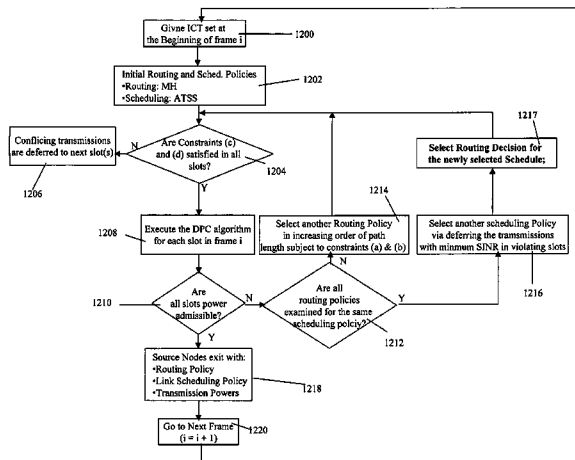 Givne ICT set at
the Beginning of frame i
1200
Initial Routing and Sched. Policies
•Routing: MH
•Scheduling: ATSS
1202
Conflicing transmissions
are deferred to next slot(s)
1206
N
Are Constraints (c)
and (d) satisfied in all
slots?
1204
Y
1217
Select Routing Decision for
the newly selected Schedule;
1208
Execute the DPC algorithm
for each slot in frame i
1214
Select another Routing Policy
in increasing order of path
length subject to constraints (a) & (b)
Select another scheduling Policy
via deferring the transmissions
with minmum SINR in violating slots
1216
1210
Are
all slots power
admissible?
N
Y
N
Are all
routing policies
examined for the same
scheduling polciy?
1212
Y
Source Nodes exit with:
•Routing Policy
•Link Scheduling Policy
•Transmission Powers
1218
Go to Next Frame
(i = i + 1)
1220